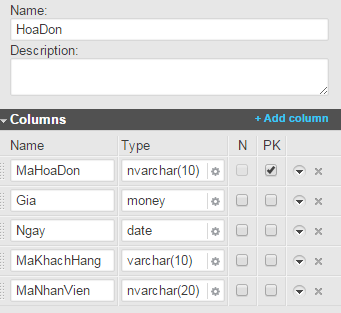 Name:
HoaDon
Description:
Columns + Add column
Name Type N PK
MaHoaDon nvarchar(10)
Gia money
Ngay date
MaKhachHang varchar(10)
MaNhanVien nvarchar(20)